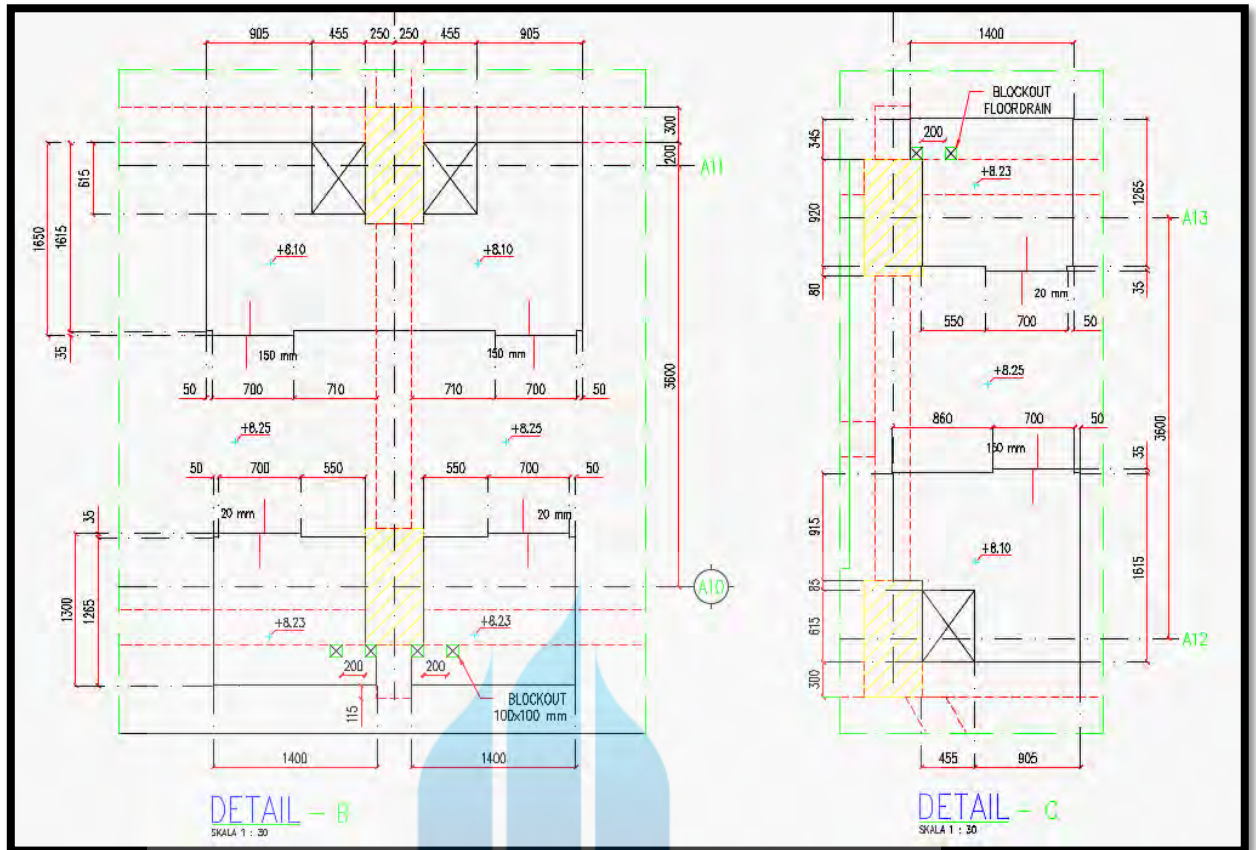 905 455 250 250 455 905
300
200
A11
615
1650
1615
+8.10 +8.10
35
150 mm 150 mm
50 700 710 710 700 50
3600
+8.25 +8.25
50 700 550 550 700 50
35
20 mm 20 mm
1300
1265
A10
+8.23 +8.23
200 200
115
BLOCKOUT
100x100 mm
1400 1400
DETAIL - B
SKALA 1 : 30
1400
BLOCKOUT
FLOORDRAIN
345
200
+8.23
920
1265
A13
80
35
20 mm
550 700 50
+8.25
3600
860 700 50
150 mm
35
915
+8.10
85
1615
615
A12
300
455 905
DETAIL - C
SKALA 1 : 30